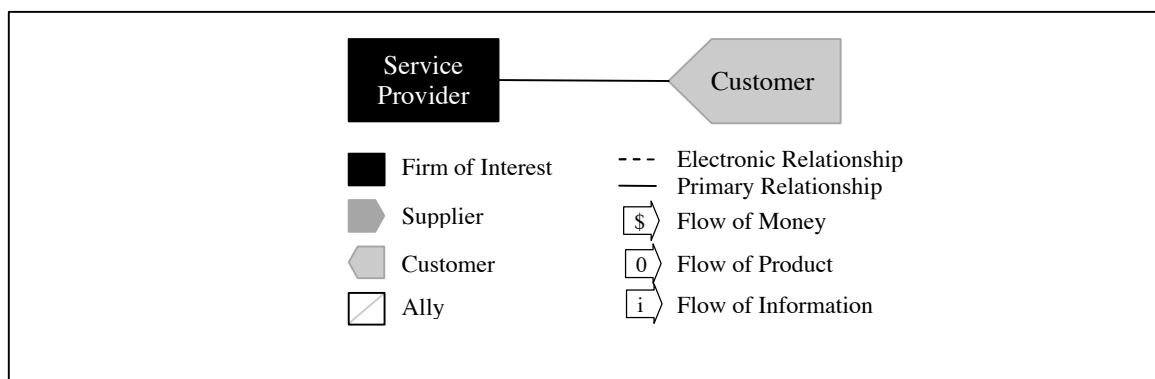 Service
Provider
Customer
Firm of Interest
Supplier
Customer
Ally
Electronic Relationship
Primary Relationship
$ Flow of Money
0 Flow of Product
i Flow of Information